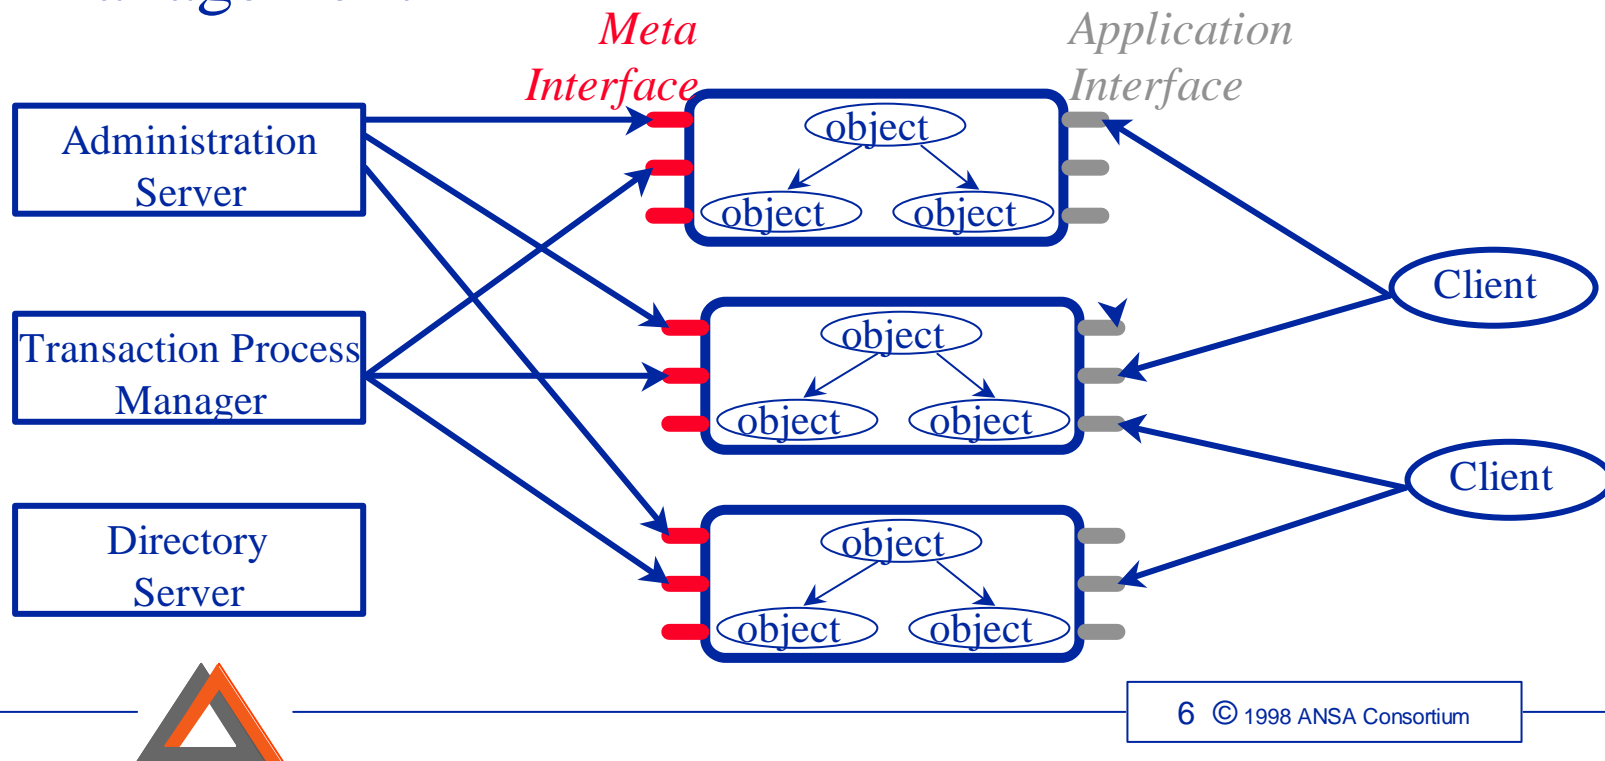 Meta
Interface
Application
Interface
Administration
Server
object
object
object
Client
Transaction Process
Manager
object
object
object
Client
Directory
Server
object
object
object
6 © 1998 ANSA Consortium